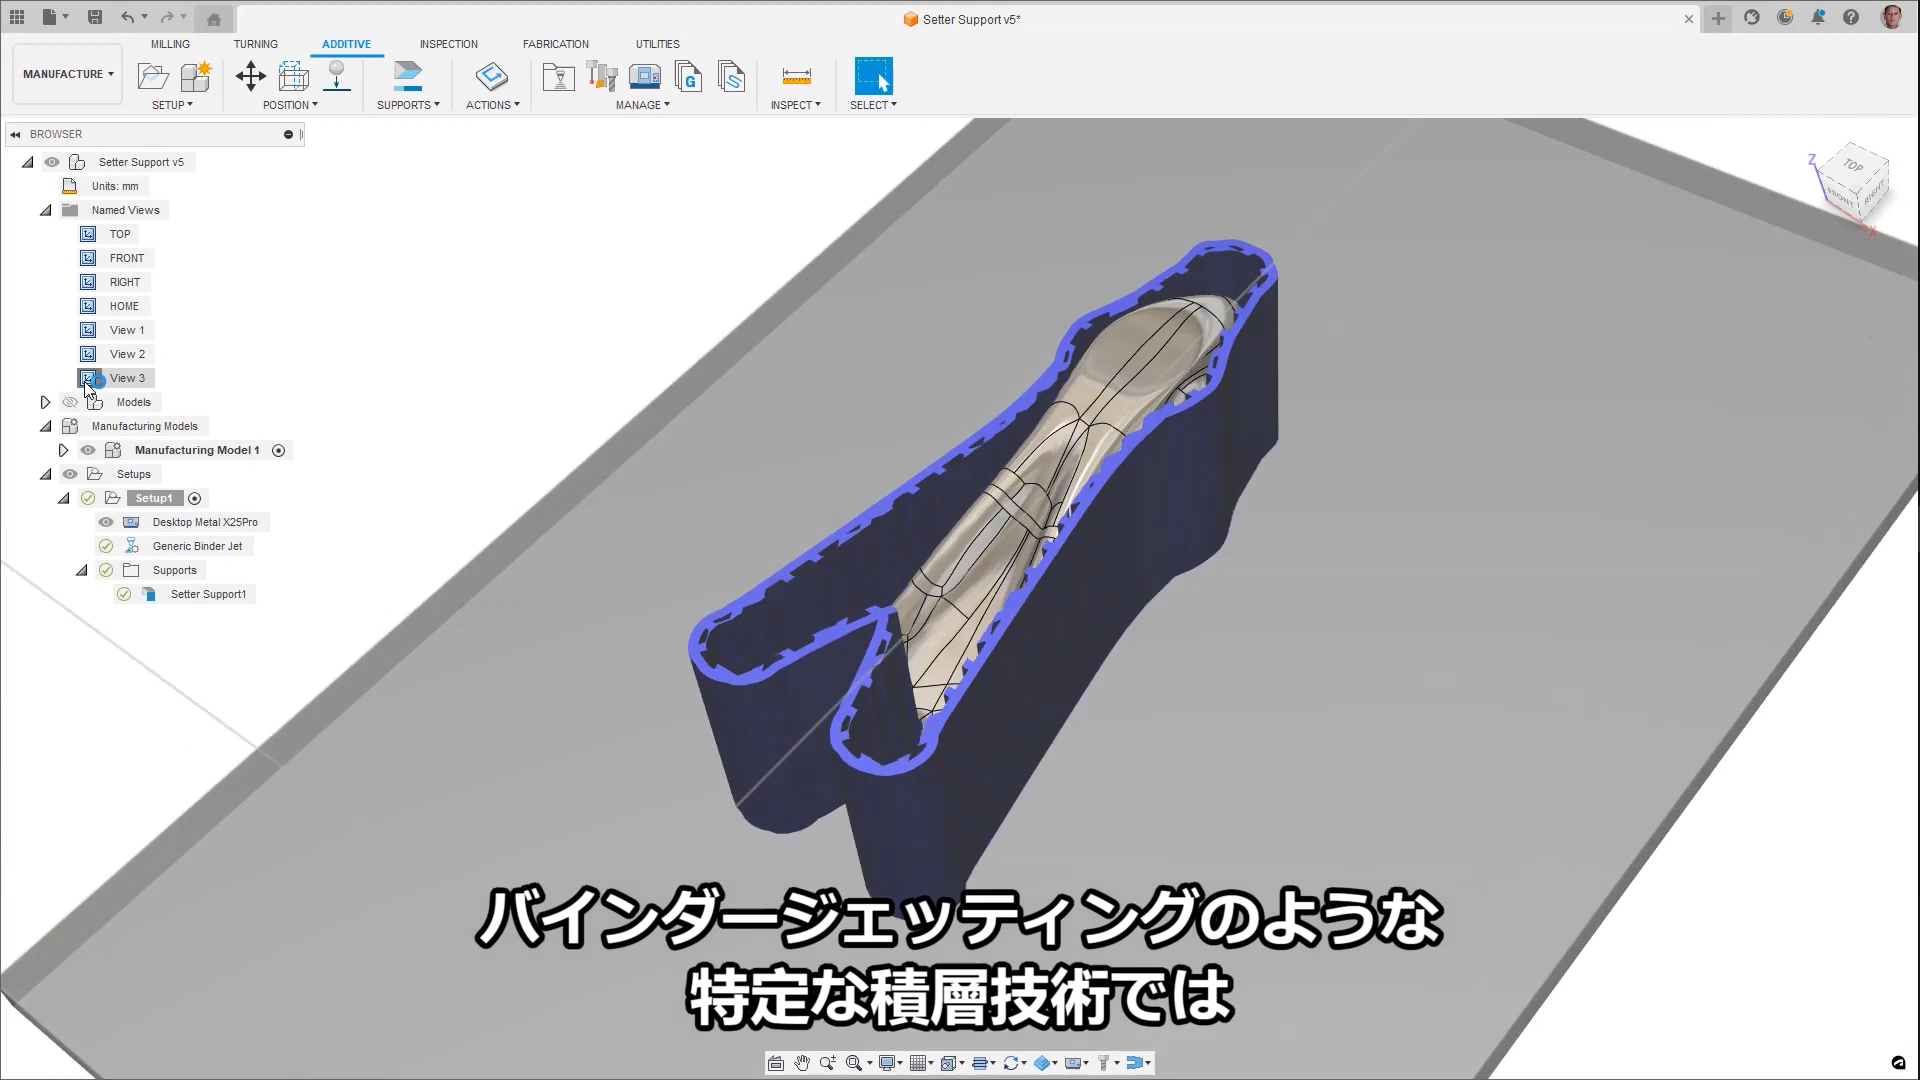 Setter Support v5*
MILLING
TURNING
ADDITIVE
INSPECTION
FABRICATION
UTILITIES
MANUFACTURE
SETUP
POSITION
SUPPORTS
ACTIONS
MANAGE
INSPECT
SELECT
BROWSER
Setter Support v5
Units: mm
Named Views
TOP
FRONT
RIGHT
HOME
View 1
View 2
View 3
Models
Manufacturing Models
Manufacturing Model 1
Setups
Setup1
Desktop Metal X25Pro
Generic Binder Jet
Supports
Setter Support1
Z
TOP
FRONT
RIGHT
X
バインダージェッティングのような
特定な積層技術では